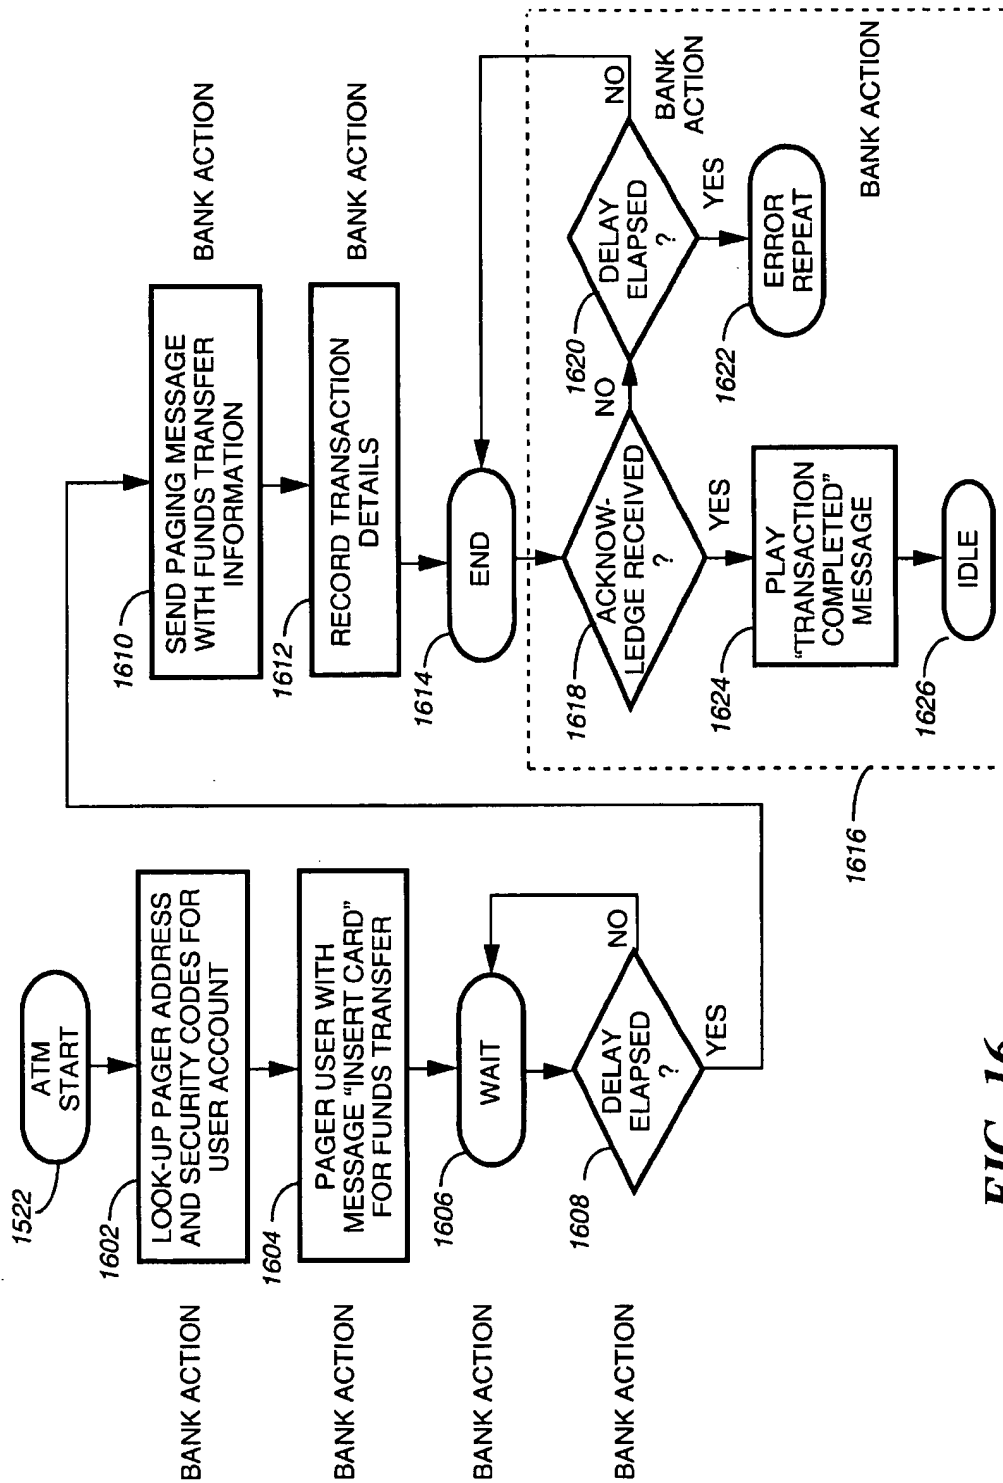 ATM
START
1522
LOOK-UP PAGER ADDRESS
AND SECURITY CODES FOR
USER ACCOUNT
1602
BANK ACTION
PAGER USER WITH
MESSAGE “INSERT CARD”
FOR FUNDS TRANSFER
1604
BANK ACTION
WAIT
1606
BANK ACTION
DELAY
ELAPSED
?
NO
YES
1608
BANK ACTION
SEND PAGING MESSAGE
WITH FUNDS TRANSFER
INFORMATION
1610
BANK ACTION
RECORD TRANSACTION
DETAILS
1612
BANK ACTION
END
1614
ACKNOW-
LEDGE RECEIVED
?
NO
YES
1618
DELAY
ELAPSED
?
NO
YES
1620
BANK
ACTION
ERROR
REPEAT
1622
PLAY
“TRANSACTION
COMPLETED”
MESSAGE
1624
BANK ACTION
IDLE
1626
1616
FIG. 16